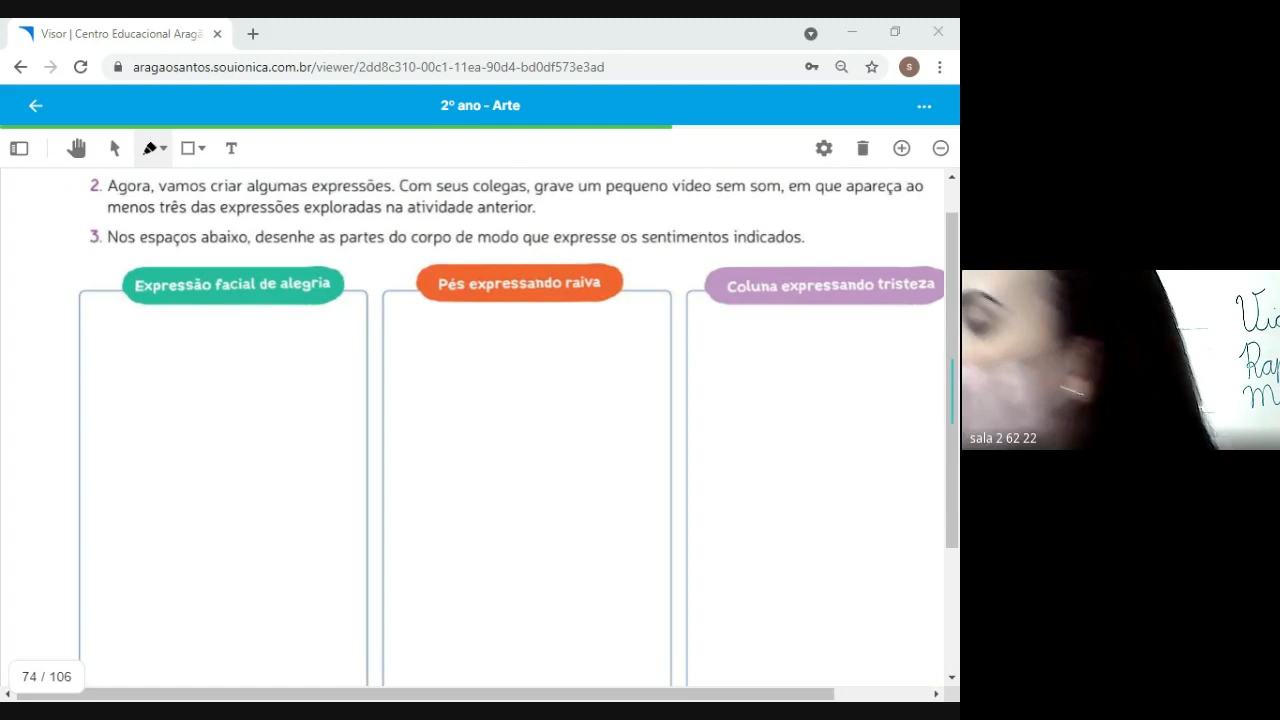 Visor | Centro Educacional Aragã
aragaosantos.souionica.com.br/viewer/2dd8c310-00c1-11ea-90d4-bd0df573e3ad
S
2º ano - Arte
T
2. Agora, vamos criar algumas expressões. Com seus colegas, grave um pequeno vídeo sem som, em que apareça ao
menos três das expressões exploradas na atividade anterior.
3. Nos espaços abaixo, desenhe as partes do corpo de modo que expresse os sentimentos indicados.
Expressão facial de alegria
Pés expressando raiva
Coluna expressando tristeza
74 / 106
sala 2 62 22